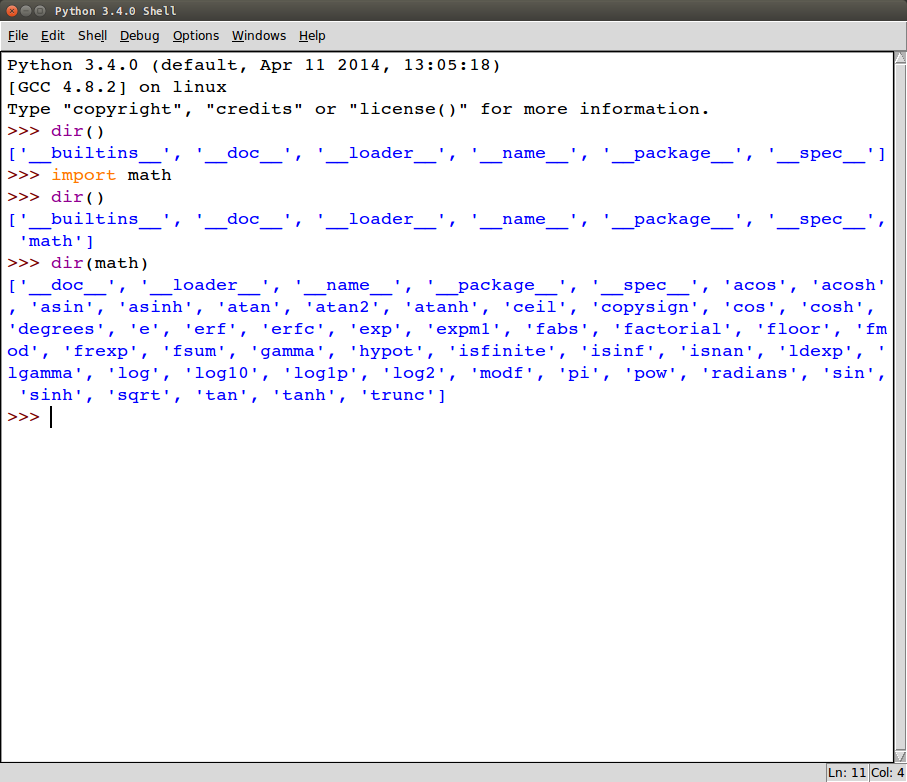 Python 3.4.0 Shell
File Edit Shell Debug Options Windows Help
Python 3.4.0 (default, Apr 11 2014, 13:05:18)
[GCC 4.8.2] on linux
Type "copyright", "credits" or "license()" for more information.
>>> dir()
['__builtins__', '__doc__', '__loader__', '__name__', '__package__', '__spec__']
>>> import math
>>> dir()
['__builtins__', '__doc__', '__loader__', '__name__', '__package__', '__spec__',
 'math']
>>> dir(math)
['__doc__', '__loader__', '__name__', '__package__', '__spec__', 'acos', 'acosh'
, 'asin', 'asinh', 'atan', 'atan2', 'atanh', 'ceil', 'copysign', 'cos', 'cosh', 
'degrees', 'e', 'erf', 'erfc', 'exp', 'expm1', 'fabs', 'factorial', 'floor', 'fm
od', 'frexp', 'fsum', 'gamma', 'hypot', 'isfinite', 'isinf', 'isnan', 'ldexp', '
lgamma', 'log', 'log10', 'log1p', 'log2', 'modf', 'pi', 'pow', 'radians', 'sin',
 'sinh', 'sqrt', 'tan', 'tanh', 'trunc']
>>>
Ln: 11 Col: 4